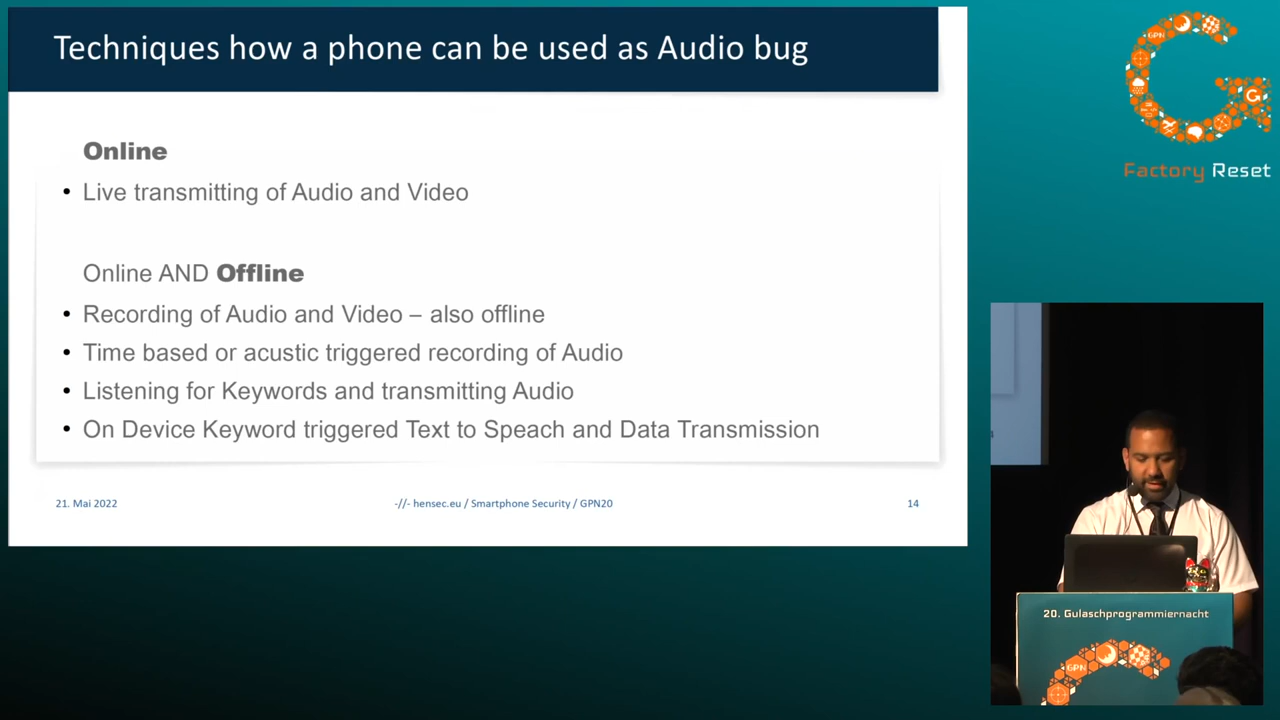 Techniques how a phone can be used as Audio bug
Online
• Live transmitting of Audio and Video
Online AND Offline
• Recording of Audio and Video – also offline
• Time based or acustic triggered recording of Audio
• Listening for Keywords and transmitting Audio
• On Device Keyword triggered Text to Speach and Data Transmission
21. Mai 2022
-//- hensec.eu / Smartphone Security / GPN20
14
GPN
Factory Reset
20. Gulaschprogrammiernacht
GPN